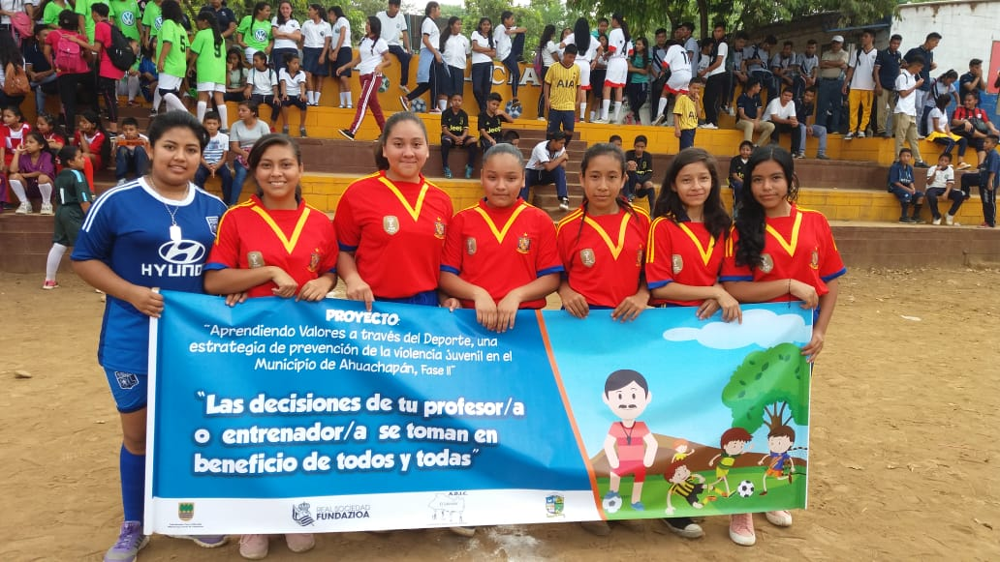 PROYECTO:
¨Aprendiendo Valores a través del Deporte, una
estrategia de prevención de la violencia Juvenil en el
Municipio de Ahuachapán, Fase II¨
¨Las decisiones de tu profesor/a
o entrenador/a se toman en
beneficio de todos y todas¨
REAL SOCIEDAD
FUNDAZIOA
A.D.I.C.
HYUND
AIA
Jeep